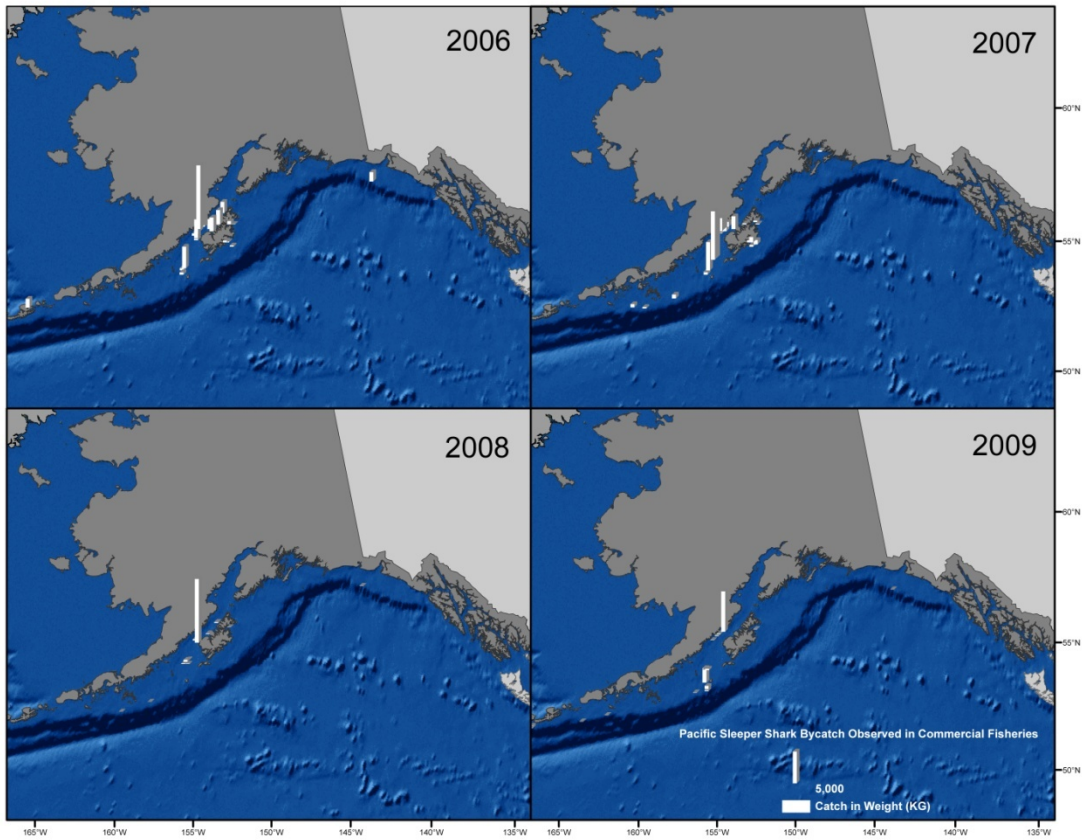 2006
2007
60°N
55°N
50°N
2008
2009
60°N
55°N
Pacific Sleeper Shark Bycatch Observed in Commercial Fisheries
50°N
5,000
Catch in Weight (KG)
165°W 160°W 155°W 150°W 145°W 140°W 135°W 165°W 160°W 155°W 150°W 145°W 140°W 135°W